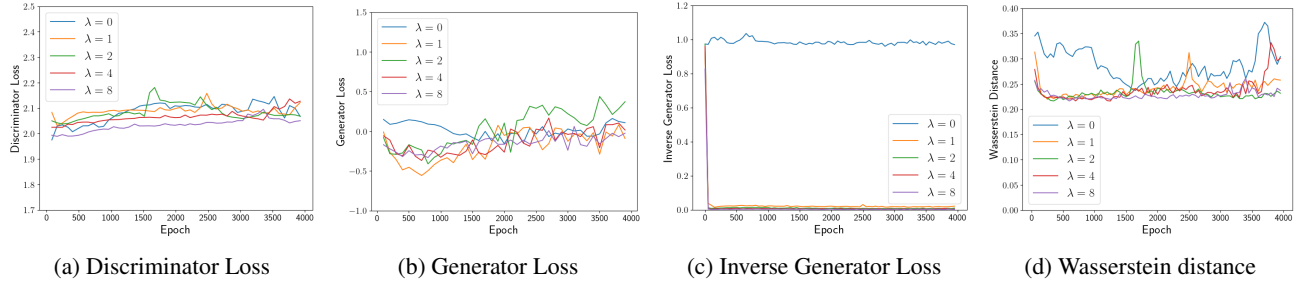 2.5
2.4
2.3
2.2
2.1
2.0
1.9
1.8
1.7
Discriminator Loss
λ = 0
λ = 1
λ = 2
λ = 4
λ = 8
0 500 1000 1500 2000 2500 3000 3500 4000
Epoch
(a) Discriminator Loss
1.5
1.0
0.5
0.0
−0.5
−1.0
Generator Loss
λ = 0
λ = 1
λ = 2
λ = 4
λ = 8
0 500 1000 1500 2000 2500 3000 3500 4000
Epoch
(b) Generator Loss
1.2
1.0
0.8
0.6
0.4
0.2
0.0
Inverse Generator Loss
λ = 0
λ = 1
λ = 2
λ = 4
λ = 8
0 500 1000 1500 2000 2500 3000 3500 4000
Epoch
(c) Inverse Generator Loss
0.40
0.35
0.30
0.25
0.20
0.15
0.10
0.05
0.00
Wasserstein Distance
λ = 0
λ = 1
λ = 2
λ = 4
λ = 8
0 500 1000 1500 2000 2500 3000 3500 4000
Epoch
(d) Wasserstein distance